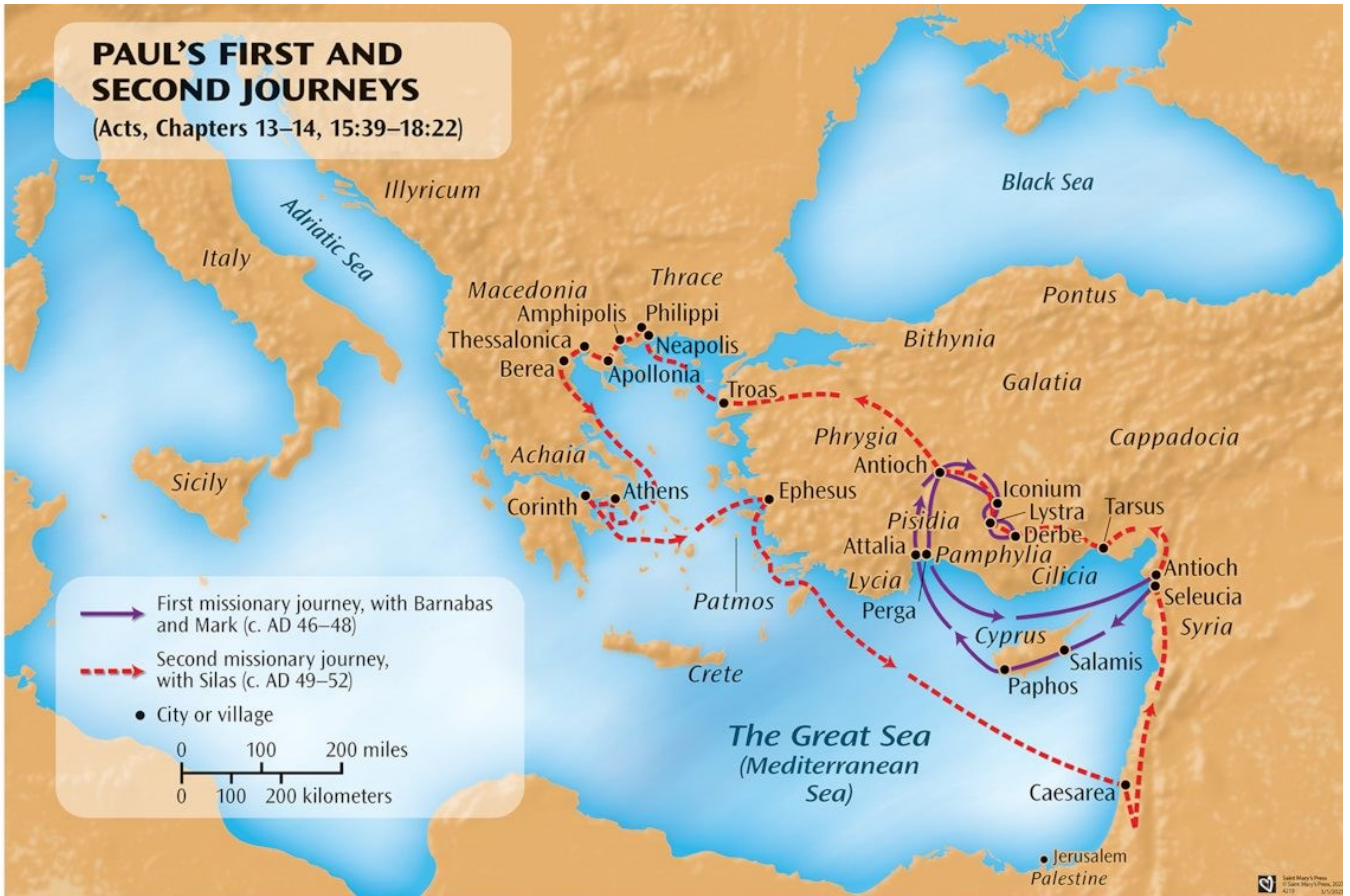 PAUL'S FIRST AND
SECOND JOURNEYS
(Acts, Chapters 13–14, 15:39–18:22)
Illyricum
Black Sea
Adriatic Sea
Italy
Thrace
Macedonia
Pontus
Amphipolis
Philippi
Thessalonica
Neapolis
Bithynia
Berea
Apollonia
Troas
Galatia
Phrygia
Cappadocia
Achaia
Antioch
Sicily
Corinth
Athens
Ephesus
Iconium
Lystra
Tarsus
Pisidia
Derbe
Attalia
Pamphylia
Antioch
Lycia
Cilicia
Seleucia
Patmos
Perga
Syria
Cyprus
Salamis
Crete
Paphos
First missionary journey, with Barnabas
and Mark (c. AD 46–48)
Second missionary journey,
with Silas (c. AD 49–52)
City or village
0 100 200 miles
0 100 200 kilometers
The Great Sea
(Mediterranean
Sea)
Caesarea
Jerusalem
Palestine
Saint Mary's Press